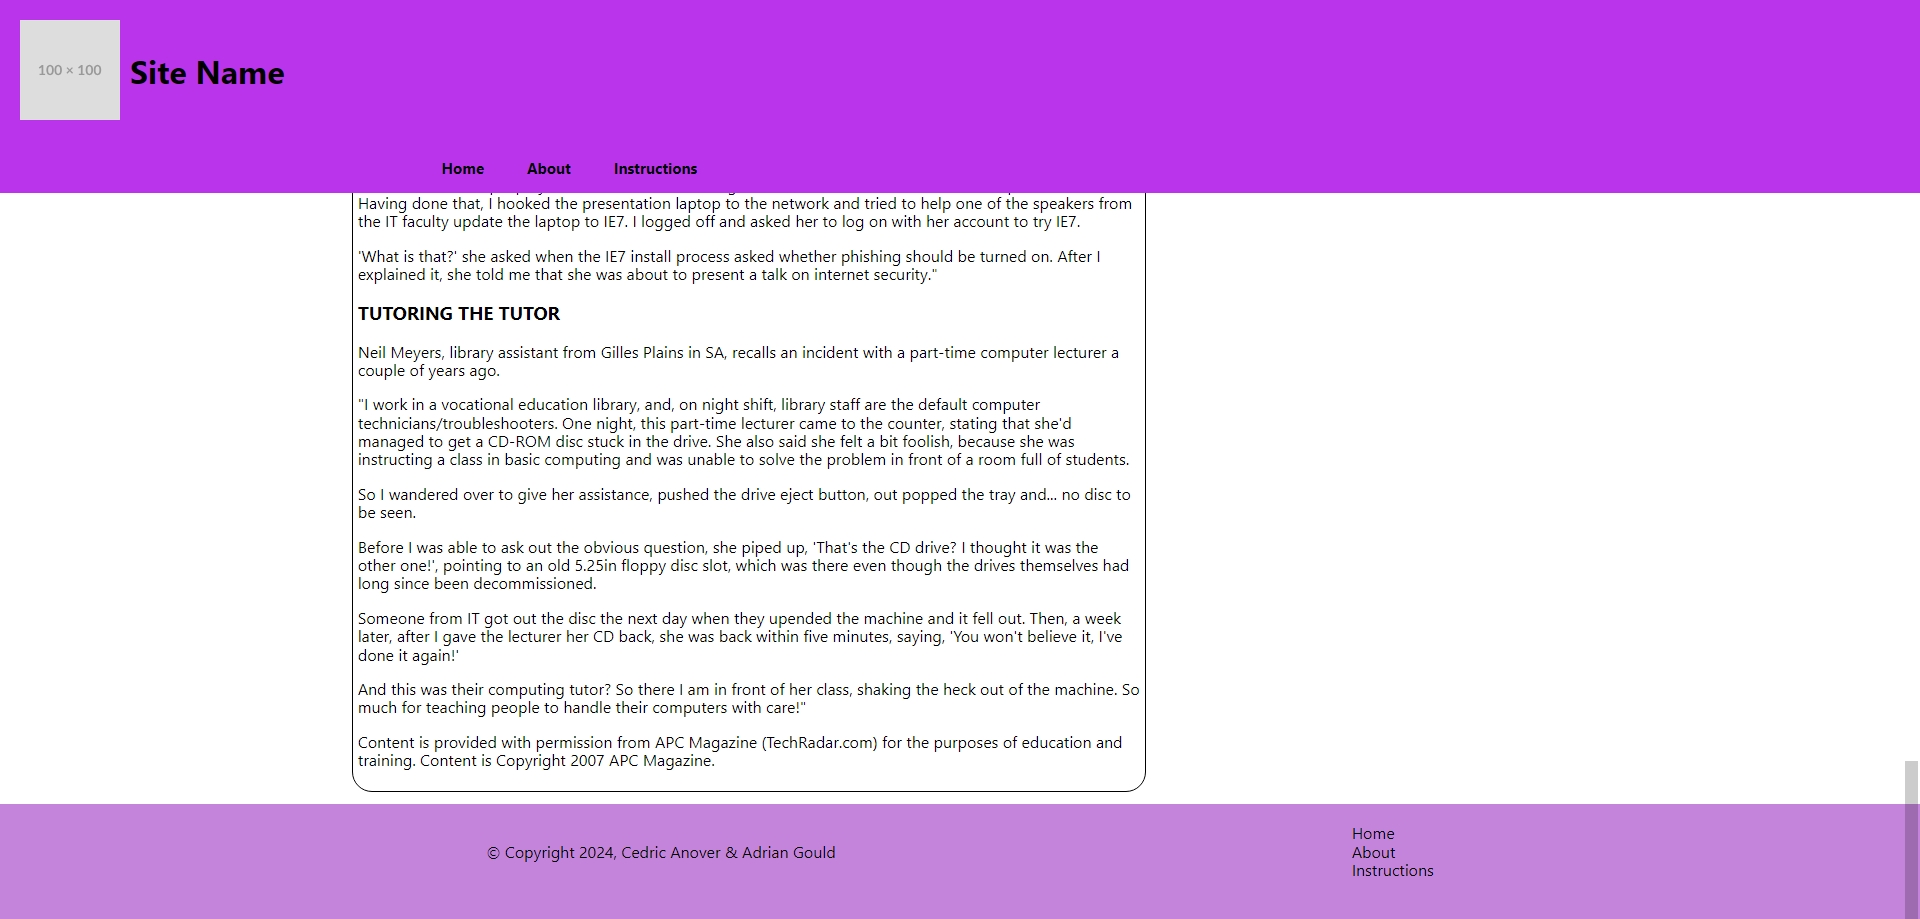 100 × 100
Site Name
Home About Instructions
Having done that, I hooked the presentation laptop to the network and tried to help one of the speakers from
the IT faculty update the laptop to IE7. I logged off and asked her to log on with her account to try IE7.
'What is that?' she asked when the IE7 install process asked whether phishing should be turned on. After I
explained it, she told me that she was about to present a talk on internet security."
TUTORING THE TUTOR
Neil Meyers, library assistant from Gilles Plains in SA, recalls an incident with a part-time computer lecturer a
couple of years ago.
"I work in a vocational education library, and, on night shift, library staff are the default computer
technicians/troubleshooters. One night, this part-time lecturer came to the counter, stating that she'd
managed to get a CD-ROM disc stuck in the drive. She also said she felt a bit foolish, because she was
instructing a class in basic computing and was unable to solve the problem in front of a room full of students.
So I wandered over to give her assistance, pushed the drive eject button, out popped the tray and... no disc to
be seen.
Before I was able to ask out the obvious question, she piped up, 'That's the CD drive? I thought it was the
other one!', pointing to an old 5.25in floppy disc slot, which was there even though the drives themselves had
long since been decommissioned.
Someone from IT got out the disc the next day when they upended the machine and it fell out. Then, a week
later, after I gave the lecturer her CD back, she was back within five minutes, saying, 'You won't believe it, I've
done it again!'
And this was their computing tutor? So there I am in front of her class, shaking the heck out of the machine. So
much for teaching people to handle their computers with care!"
Content is provided with permission from APC Magazine (TechRadar.com) for the purposes of education and
training. Content is Copyright 2007 APC Magazine.
© Copyright 2024, Cedric Anover & Adrian Gould
Home
About
Instructions